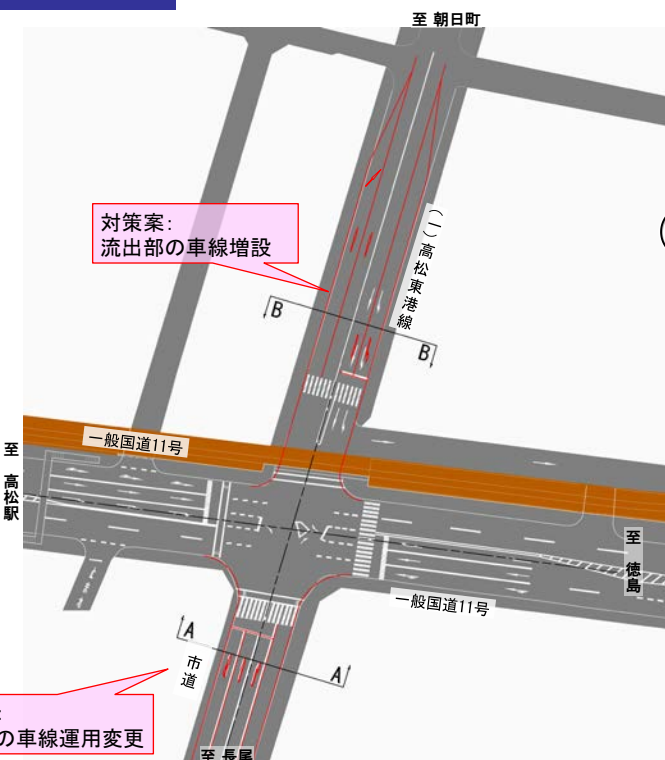 至 朝日町
対策案:
流出部の車線増設
(一)高松東港線
B
B
至 高松駅
一般国道11号
至 徳島
一般国道11号
A
市道
A
の車線運用変更
至 長尾